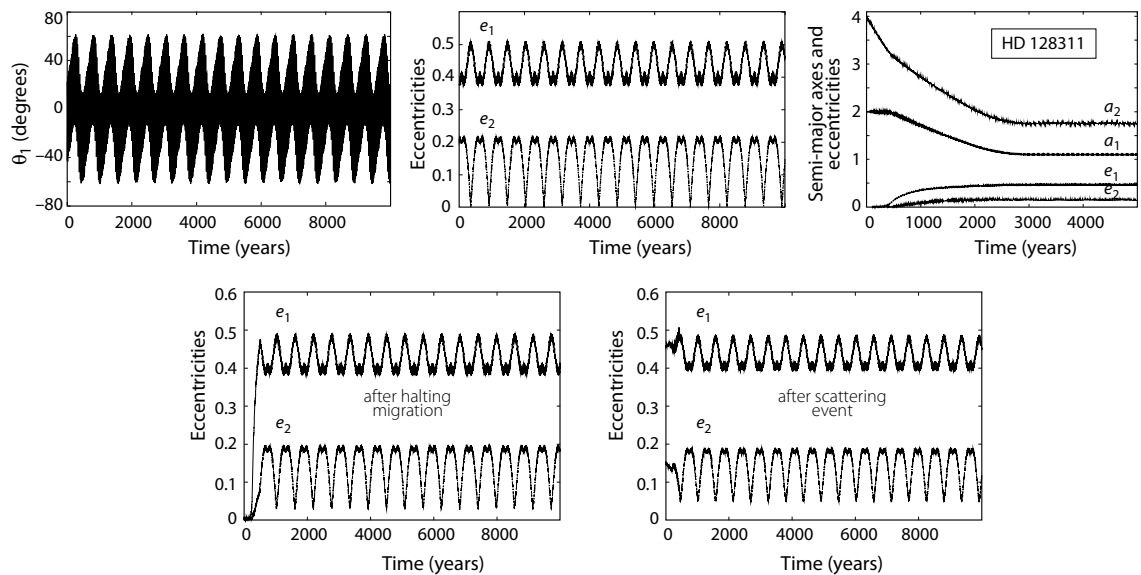 80
40
0
−40
−80
θ1 (degrees)
0 2000 4000 6000 8000
Time (years)
0.5
0.4
0.3
0.2
0.1
0
Eccentricities
e1
e2
0 2000 4000 6000 8000
Time (years)
4
3
2
1
0
Semi-major axes and
eccentricities
HD 128311
a2
a1
e1
e2
0 1000 2000 3000 4000
Time (years)
0.6
0.5
0.4
0.3
0.2
0.1
0
Eccentricities
e1
after halting
migration
e2
0 2000 4000 6000 8000
Time (years)
0.6
0.5
0.4
0.3
0.2
0.1
0
Eccentricities
e1
after scattering
event
e2
0 2000 4000 6000 8000
Time (years)